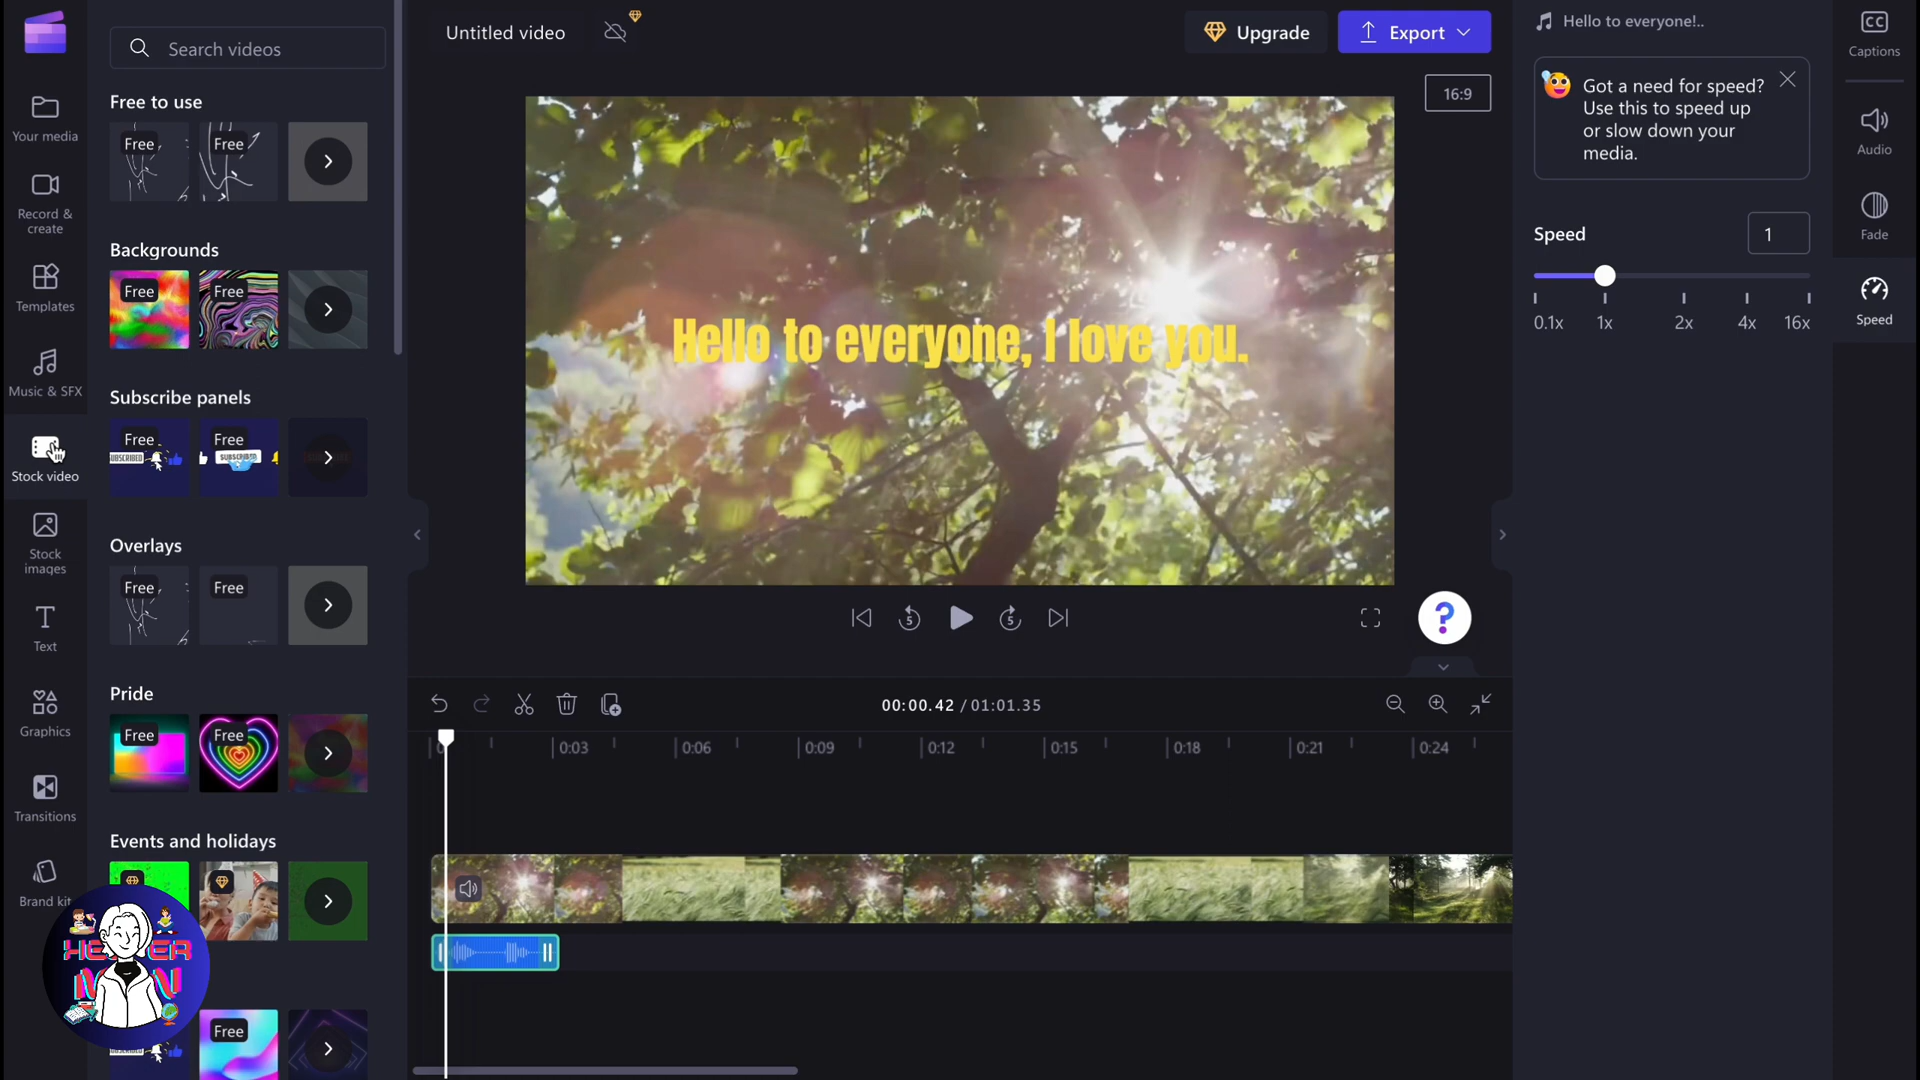 Your media
Record &
create
Templates
Music & SFX
Stock video
Stock
images
Text
Graphics
Transitions
Brand kit
Search videos
Free to use
Free
Free
Backgrounds
Free
Free
Subscribe panels
Free
Free
SUBSCRIBED
Overlays
Free
Free
Pride
Free
Free
Events and holidays
Free
Untitled video
Upgrade
Export
16:9
Hello to everyone, I love you.
5
5
?
00:00.42 / 01:01.35
0
0:03
0:06
0:09
0:12
0:15
0:18
0:21
0:24
Hello to everyone!..
Got a need for speed?
Use this to speed up
or slow down your
media.
Speed
1
0.1x
1x
2x
4x
16x
CC
Captions
Audio
Fade
Speed